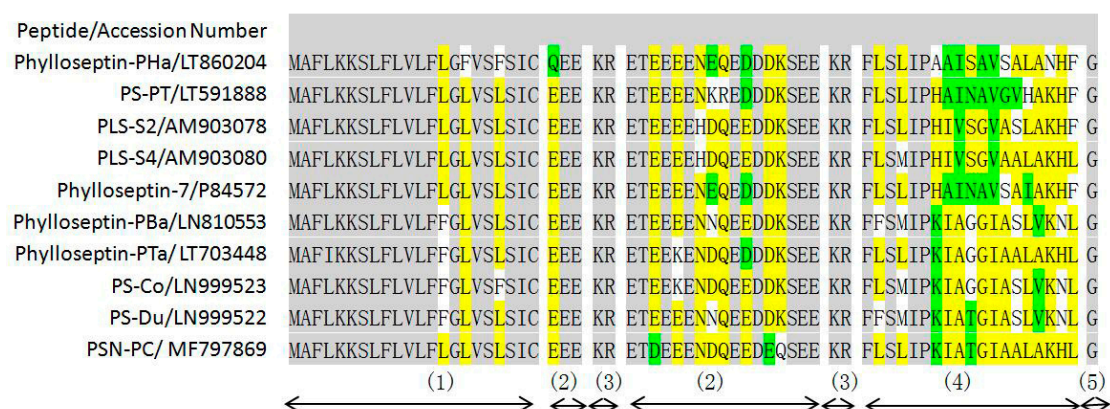 Peptide/Accession Number
Phylloseptin-PHa/LT860204 MAFLKKSLFLVLFLGFVSFSIC QEE KR ETEEEENEQEDDDKSEE KR FLSLIPAAISAVSALANHF G
PS-PT/LT591888 MAFLKKSLFLVLFLGLVSLSIC EEE KR ETEEEENKREDDDKSEE KR FLSLIPHAINAVGVHAKHF G
PLS-S2/AM903078 MAFLKKSLFLVLFLGLVSLSIC EEE KR ETEEEEHDQEEDDKSEE KR FLSLIPHIVSGVASLAKHF G
PLS-S4/AM903080 MAFLKKSLFLVLFLGLVSLSIC EEE KR ETEEEEHDQEEDDKSEE KR FLSMIPHIVSGVAALAKHL G
Phylloseptin-7/P84572 MAFLKKSLFLVLFLGLVSLSIC EEE KR ETEEEENEQEDDDKSEE KR FLSLIPHAINAVSAIAKHF G
Phylloseptin-PBa/LN810553 MAFLKKSLFLVLFFGLVSLSIC EEE KR ETEEEENNQEEDDKSEE KR FFSMIPKIAGGIASLVKNL G
Phylloseptin-PTa/ LT703448 MAFIKKSLFLVLFFGLVSLSIC EEE KR ETEEKENDQEDDDKSEE KR FLSLIPKIAGGIAALAKHL G
PS-Co/LN999523 MAFLKKSLFLVLFFGLVSFSIC EEE KR ETEEKENDQEEDDKSEE KR FLSMIPKIAGGIASLVKNL G
PS-Du/LN999522 MAFLKKSLFLVLFFGLVSLSIC EEE KR ETEEEENNQEEDDKSEE KR FFSMIPKIATGIASLVKNL G
PSN-PC/ MF797869 MAFLKKSLFLVLFLGLVSLSIC EEE KR ETDEEENDQEEDEQSEE KR FLSLIPKIATGIAALAKHL G
(1) (2) (3) (2) (3) (4) (5)